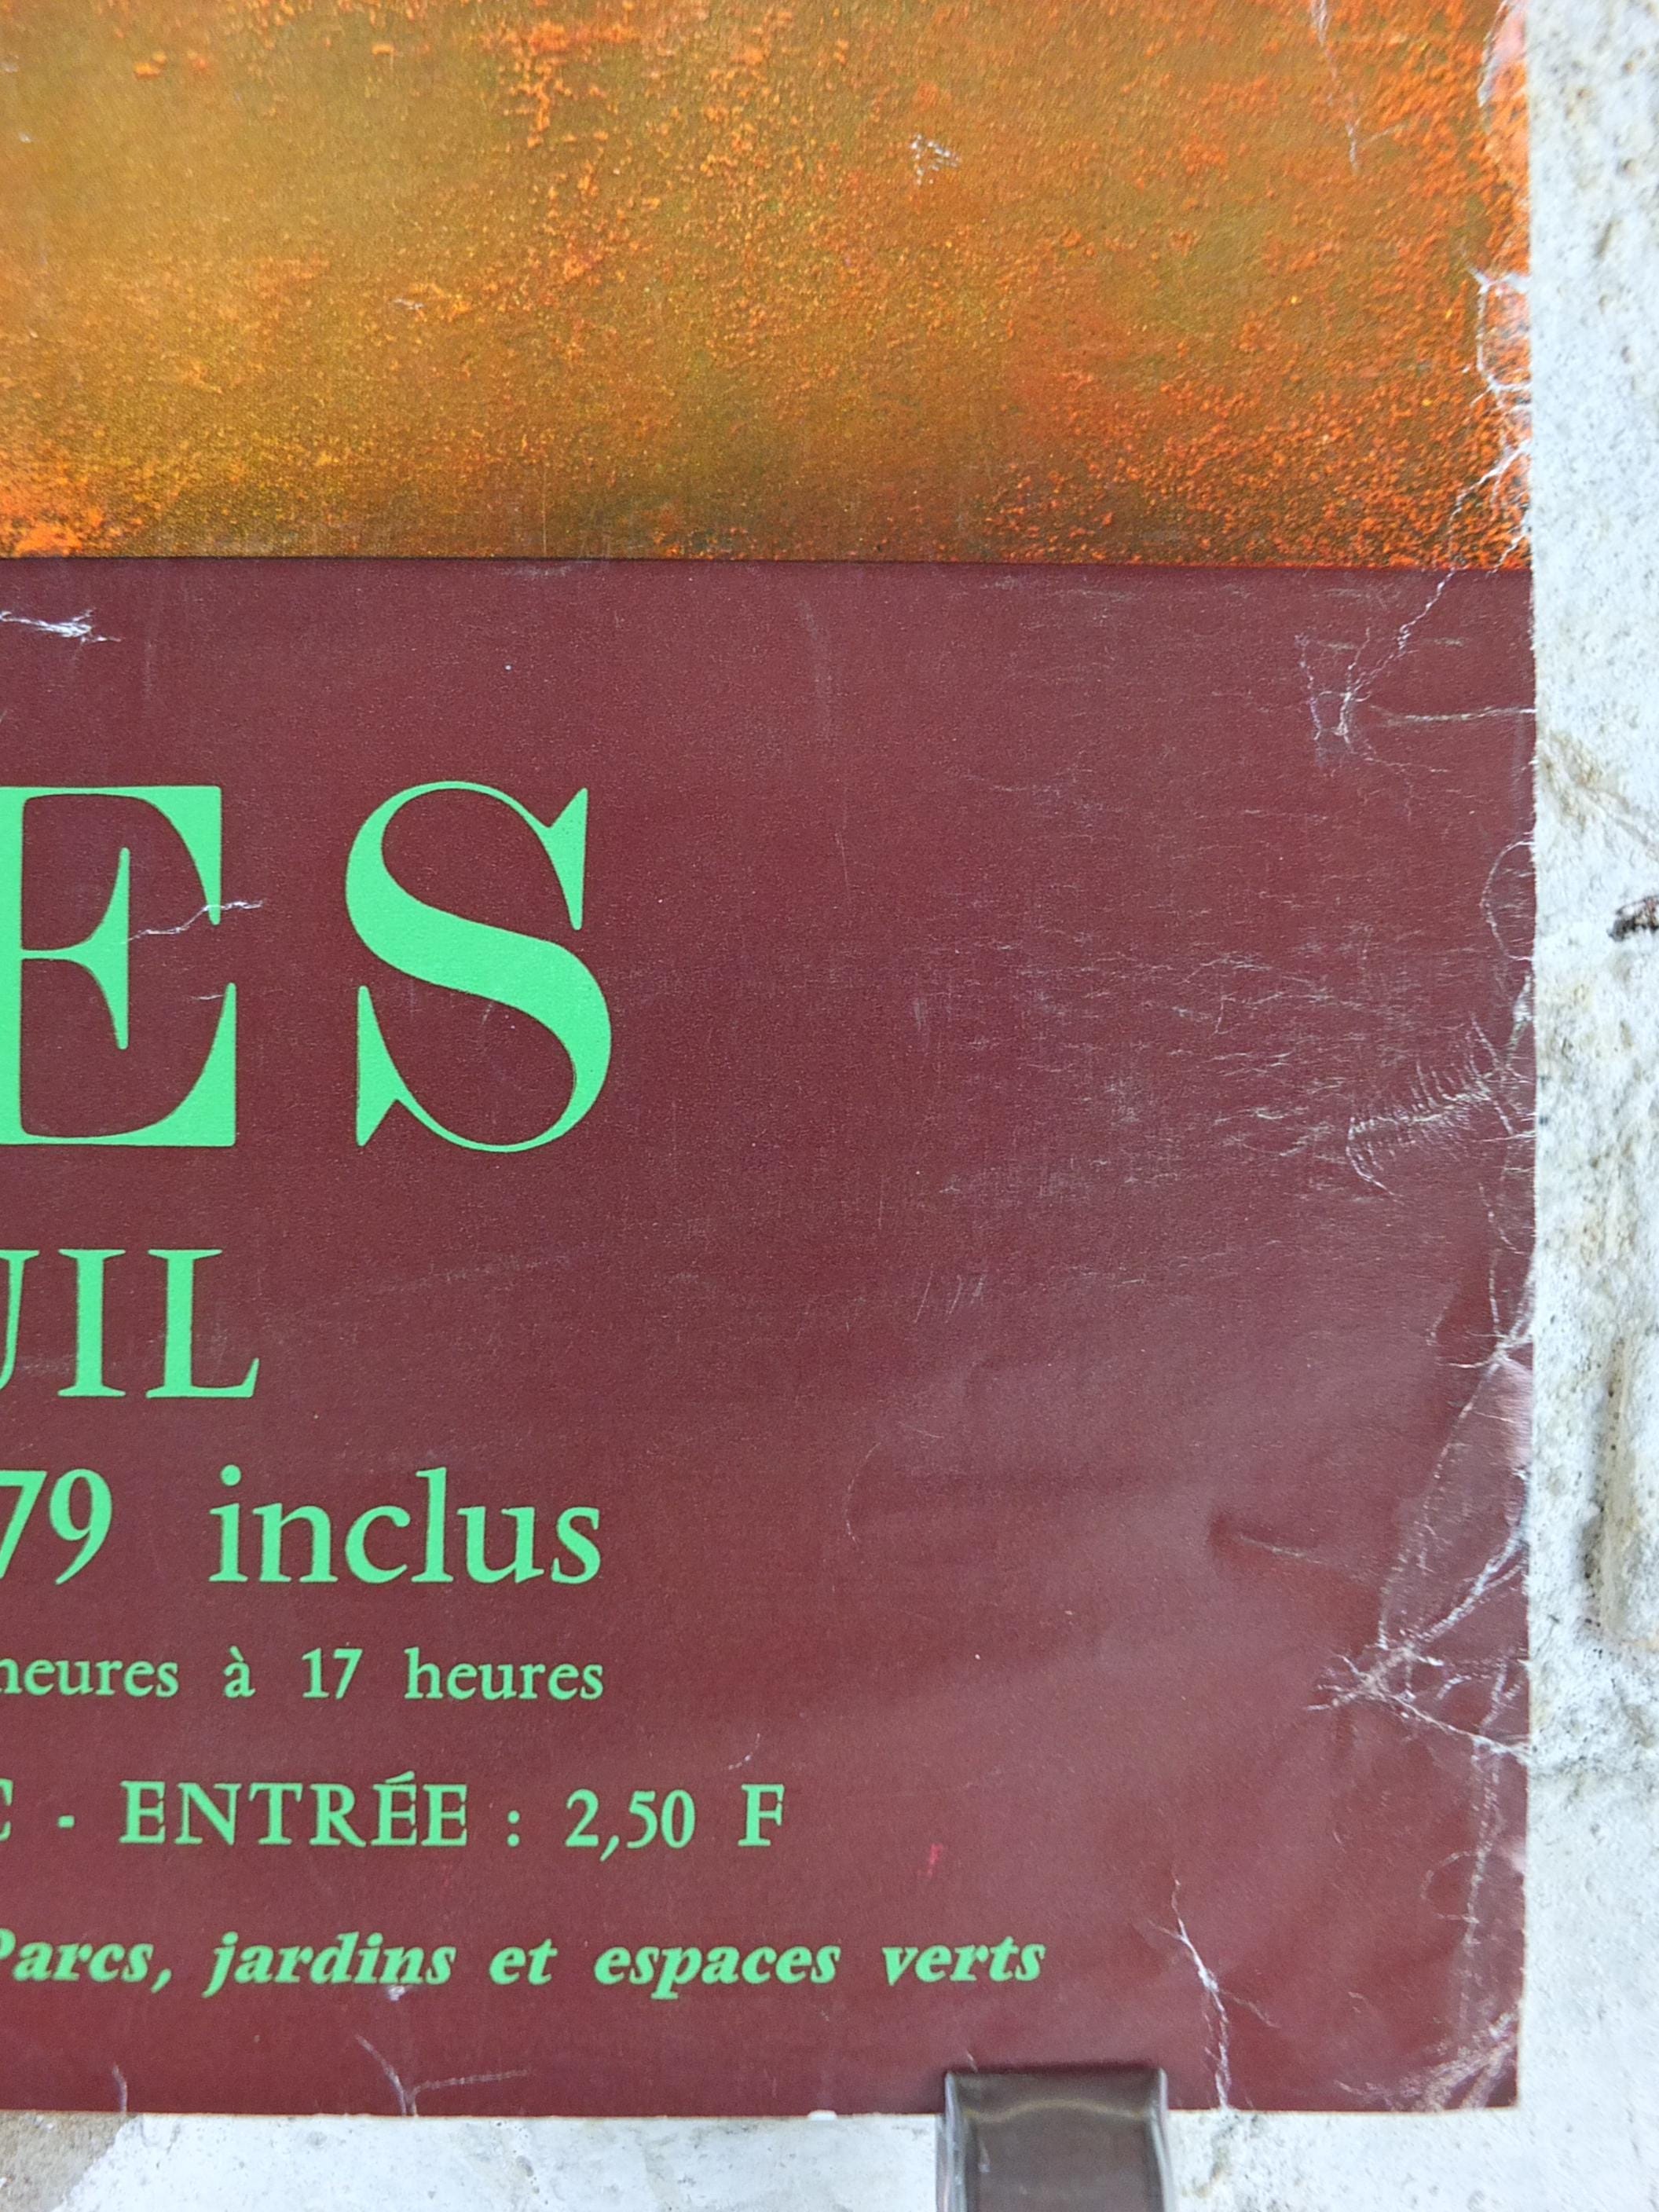 ES
UIL
79 inclus
heures à 17 heures
- ENTRÉE : 2,50 F
Parcs, jardins et espaces verts